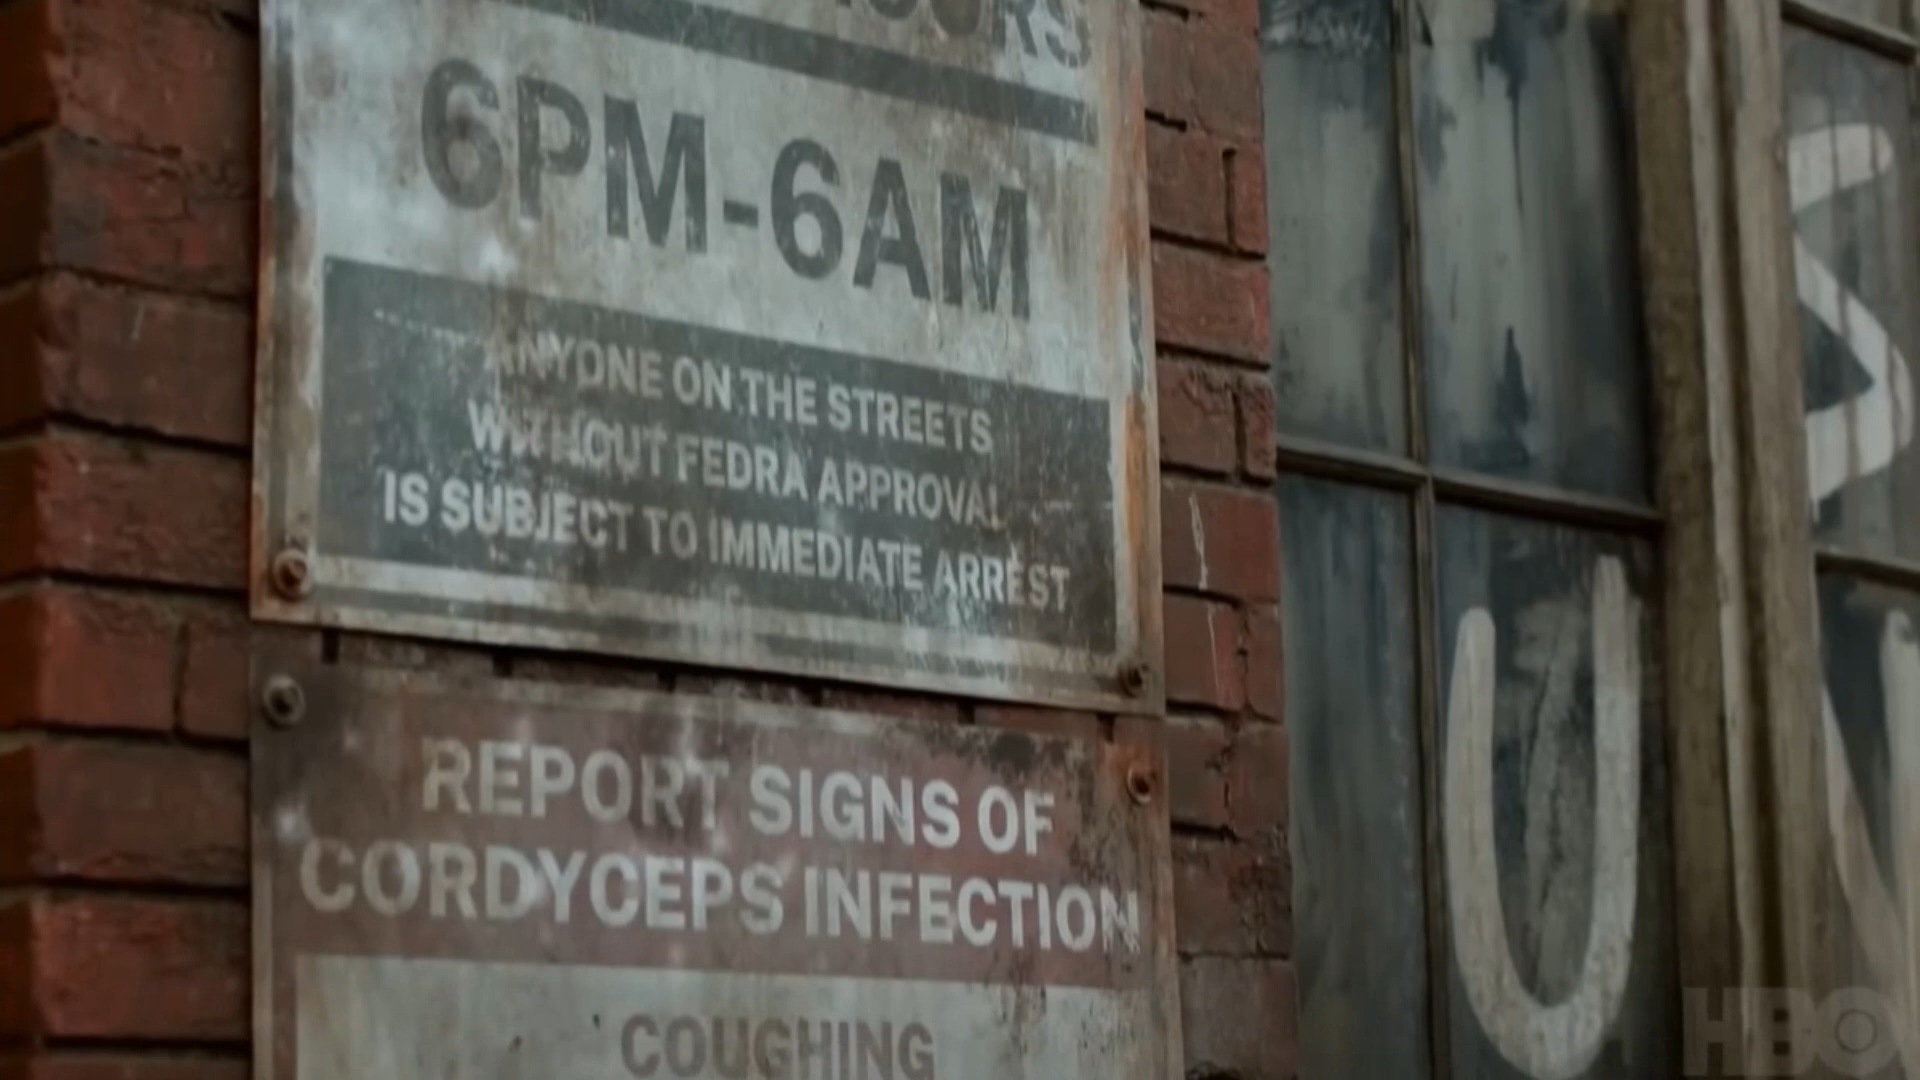 HOURS
6PM-6AM
ANYONE ON THE STREETS
WITHOUT FEDRA APPROVAL
IS SUBJECT TO IMMEDIATE ARREST
REPORT SIGNS OF
CORDYCEPS INFECTION
COUGHING
U
HBO